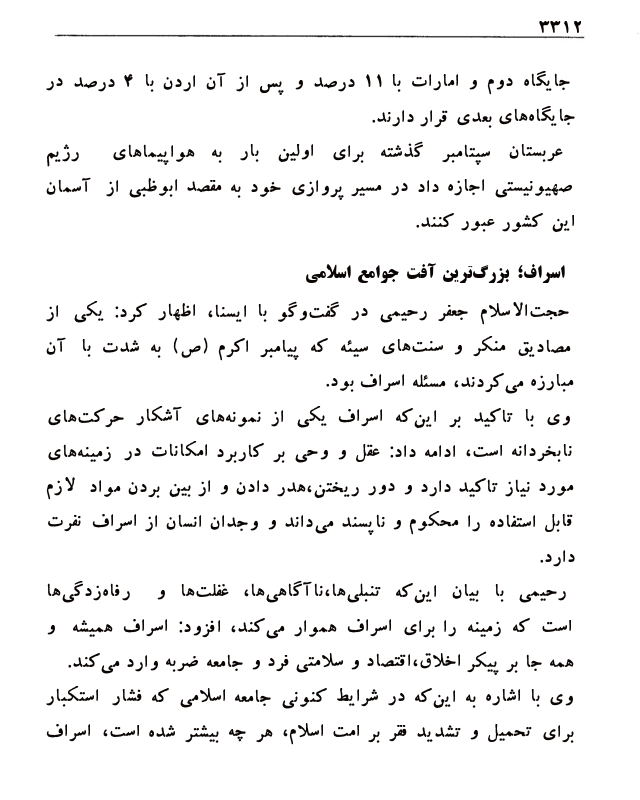 ۳۳۱۲
جایگاه دوم و امارات با ۱۱ درصد و پس از آن اردن با ۴ درصد در
جایگاه‌های بعدی قرار دارند.
عربستان سپتامبر گذشته برای اولین بار به هواپیماهای رژیم
صهیونیستی اجازه داد در مسیر پروازی خود به مقصد ابوظبی از آسمان
این کشور عبور کنند.
اسراف؛ بزرگ‌ترین آفت جوامع اسلامی
حجت‌الاسلام جعفر رحیمی در گفت‌وگو با ایسنا، اظهار کرد: یکی از
مصادیق منکر و سنت‌های سیئه که پیامبر اکرم (ص) به شدت با آن
مبارزه می‌کردند، مسئله اسراف بود.
وی با تاکید بر این‌که اسراف یکی از نمونه‌های آشکار حرکت‌های
نابخردانه است، ادامه داد: عقل و وحی بر کاربرد امکانات در زمینه‌های
مورد نیاز تاکید دارد و دور ریختن،هدر دادن و از بین بردن مواد لازم
قابل استفاده را محکوم و ناپسند می‌داند و وجدان انسان از اسراف نفرت
دارد.
رحیمی با بیان این‌که تنبلی‌ها،ناآگاهی‌ها، غفلت‌ها و رفاه‌زدگی‌ها
است که زمینه را برای اسراف هموار می‌کند، افزود: اسراف همیشه و
همه جا بر پیکر اخلاق،اقتصاد و سلامتی فرد و جامعه ضربه وارد می‌کند.
وی با اشاره به این‌که در شرایط کنونی جامعه اسلامی که فشار استکبار
برای تحمیل و تشدید فقر بر امت اسلام، هر چه بیشتر شده است، اسراف